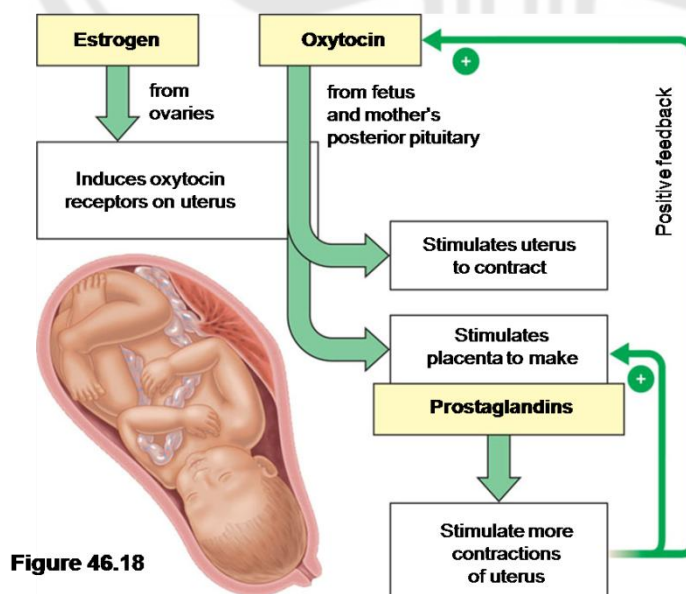 Estrogen
Oxytocin
+
from
ovaries
from fetus
and mother's
posterior pituitary
Positive feedback
Induces oxytocin
receptors on uterus
Stimulates uterus
to contract
Stimulates
placenta to make
+
Prostaglandins
Stimulate more
contractions
of uterus
Figure 46.18